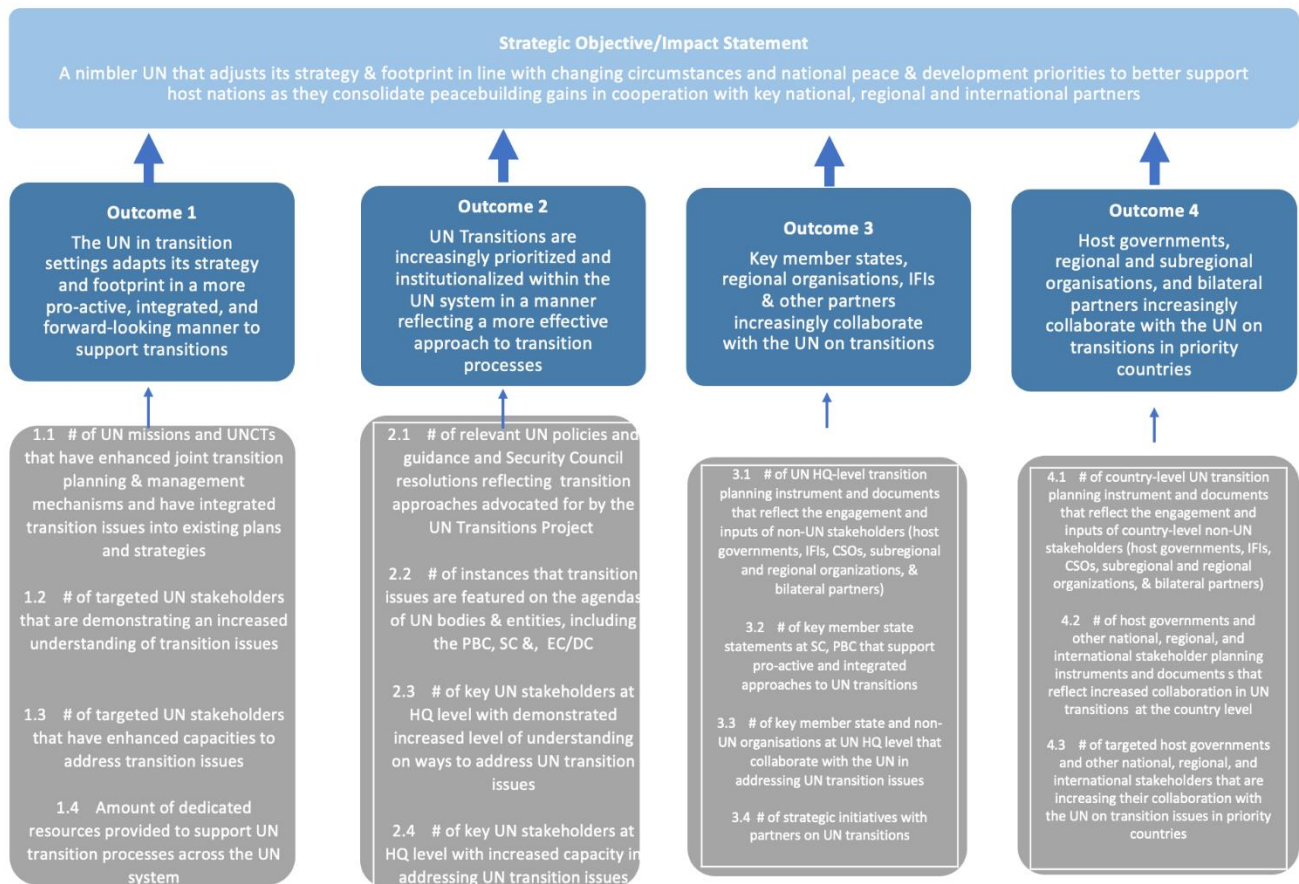 Strategic Objective/Impact Statement
A nimbler UN that adjusts its strategy & footprint in line with changing circumstances and national peace & development priorities to better support
host nations as they consolidate peacebuilding gains in cooperation with key national, regional and international partners
Outcome 1
The UN in transition
settings adapts its strategy
and footprint in a more
pro-active, integrated, and
forward-looking manner to
support transitions
1.1 # of UN missions and UNCTs
that have enhanced joint transition
planning & management
mechanisms and have integrated
transition issues into existing plans
and strategies
1.2 # of targeted UN stakeholders
that are demonstrating an increased
understanding of transition issues
1.3 # of targeted UN stakeholders
that have enhanced capacities to
address transition issues
1.4 Amount of dedicated
resources provided to support UN
transition processes across the UN
system
Outcome 2
UN Transitions are
increasingly prioritized and
institutionalized within the
UN system in a manner
reflecting a more effective
approach to transition
processes
2.1 # of relevant UN policies and
guidance and Security Council
resolutions reflecting transition
approaches advocated for by the
UN Transitions Project
2.2 # of instances that transition
issues are featured on the agendas
of UN bodies & entities, including
the PBC, SC &, EC/DC
2.3 # of key UN stakeholders at
HQ level with demonstrated
increased level of understanding
on ways to address UN transition
issues
2.4 # of key UN stakeholders at
HQ level with increased capacity in
addressing UN transition issues
Outcome 3
Key member states,
regional organisations, IFIs
& other partners
increasingly collaborate
with the UN on transitions
3.1 # of UN HQ-level transition
planning instrument and documents
that reflect the engagement and
inputs of non-UN stakeholders (host
governments, IFIs, CSOs, subregional
and regional organizations, &
bilateral partners)
3.2 # of key member state
statements at SC, PBC that support
pro-active and integrated
approaches to UN transitions
3.3 # of key member state and non-
UN organisations at UN HQ level that
collaborate with the UN in
addressing UN transition issues
3.4 # of strategic initiatives with
partners on UN transitions
Outcome 4
Host governments,
regional and subregional
organisations, and bilateral
partners increasingly
collaborate with the UN on
transitions in priority
countries
4.1 # of country-level UN transition
planning instrument and documents
that reflect the engagement and
inputs of country-level non-UN
stakeholders (host governments, IFIs,
CSOs, subregional and regional
organizations, & bilateral partners)
4.2 # of host governments and
other national, regional, and
international stakeholder planning
instruments and documents s that
reflect increased collaboration in UN
transitions at the country level
4.3 # of targeted host governments
and other national, regional, and
international stakeholders that are
increasing their collaboration with
the UN on transition issues in priority
countries